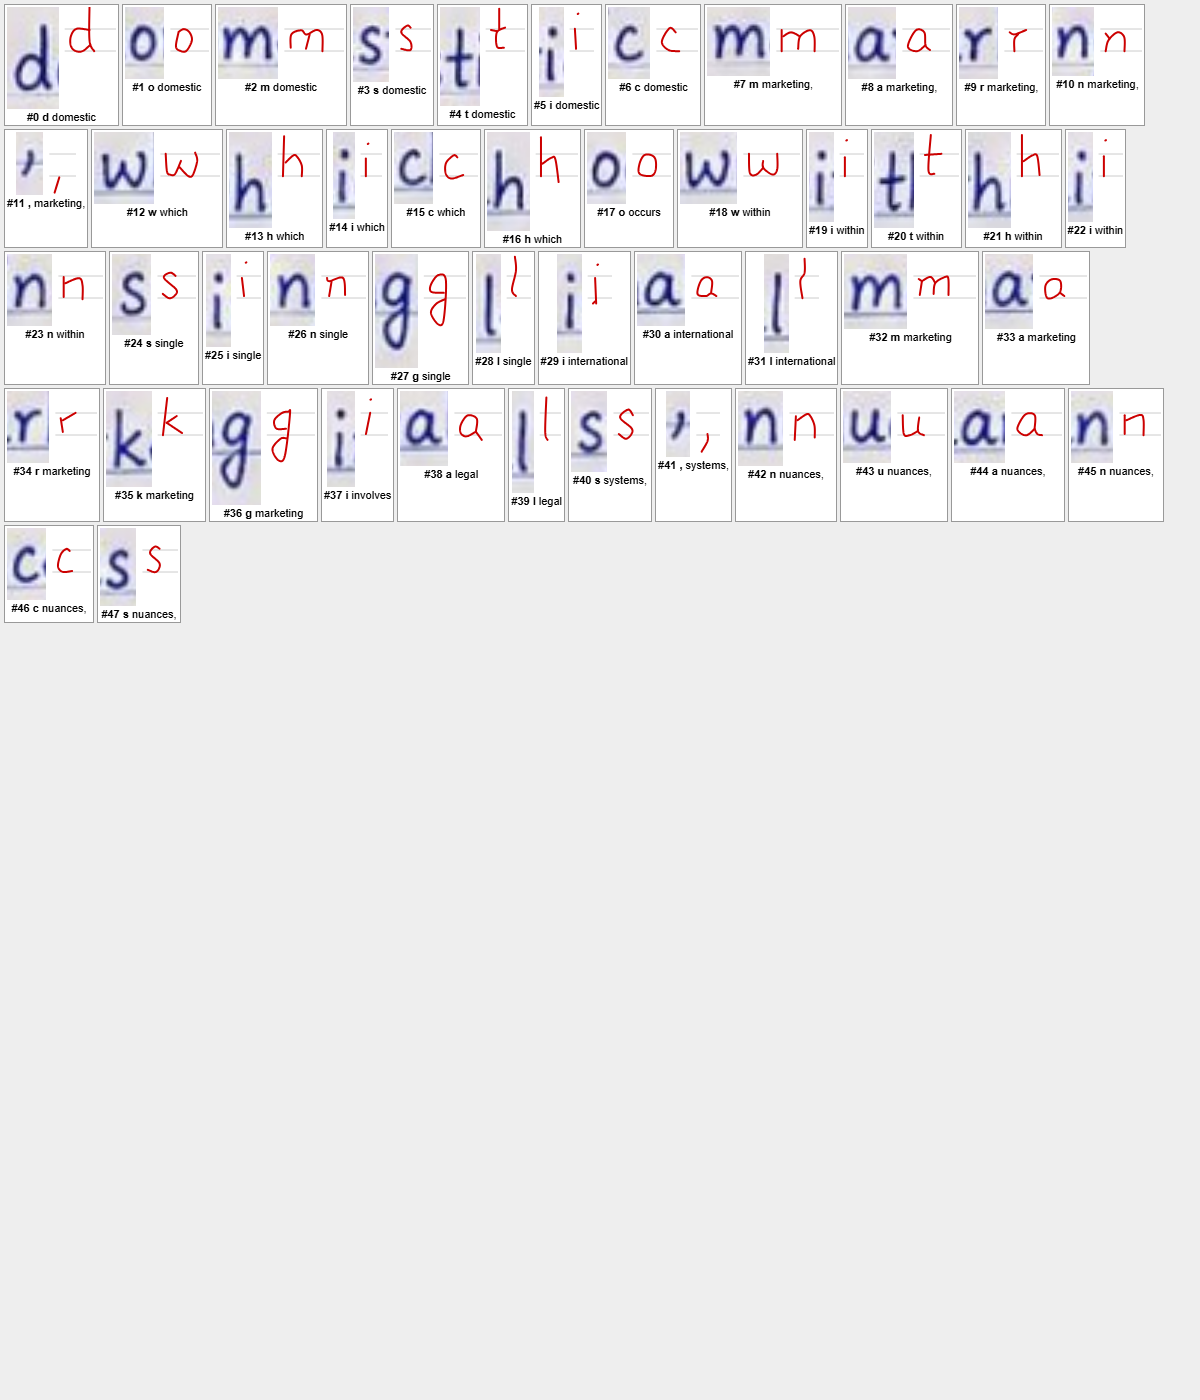 d d o o m m s s t t i i c c m m a a r r n n
#0 d domestic #1 o domestic #2 m domestic #3 s domestic #4 t domestic #5 i domestic #6 c domestic #7 m marketing, #8 a marketing, #9 r marketing, #10 n marketing,
, , w w h h i i c c h h o o w w i i t t h h i i
#11 , marketing, #12 w which #13 h which #14 i which #15 c which #16 h which #17 o occurs #18 w within #19 i within #20 t within #21 h within #22 i within
n n s s i i n n g g l l i i a a l l m m a a
#23 n within #24 s single #25 i single #26 n single #27 g single #28 l single #29 i international #30 a international #31 l international #32 m marketing #33 a marketing
r r k k g g i i a a l l s s , , n n u u a a n n
#34 r marketing #35 k marketing #36 g marketing #37 i involves #38 a legal #39 l legal #40 s systems, #41 , systems, #42 n nuances, #43 u nuances, #44 a nuances, #45 n nuances,
c c s s
#46 c nuances, #47 s nuances,